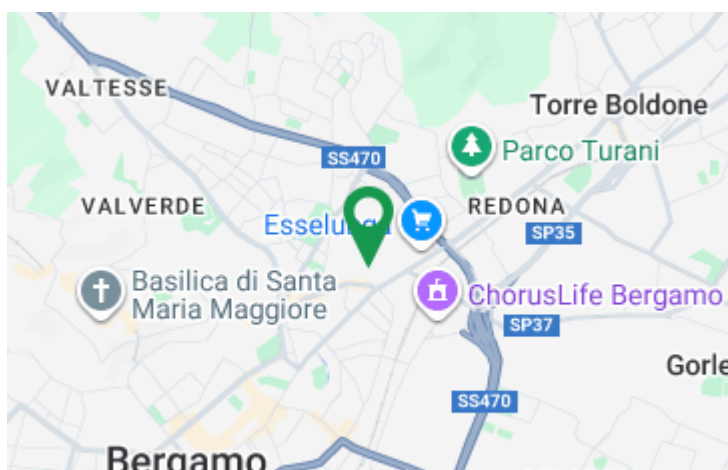 VALTESSE
Torre Boldone
SS470
Parco Turani
VALVERDE
Esselunga
REDONA
SP35
Basilica di Santa
Maria Maggiore
ChorusLife Bergamo
SP37
Gorle
SS470
Bergamo